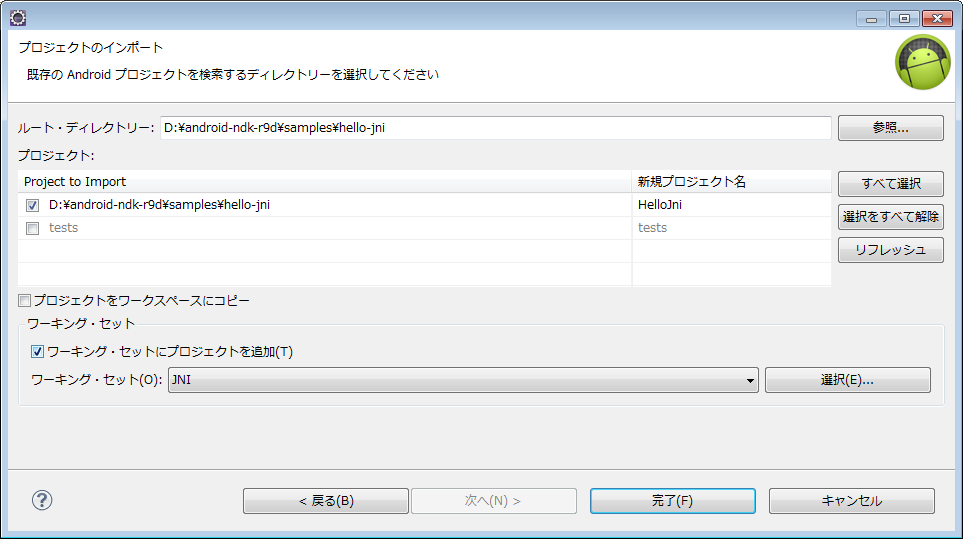 プロジェクトのインポート
既存の Android プロジェクトを検索するディレクトリーを選択してください
ルート・ディレクトリー: D:¥android-ndk-r9d¥samples¥hello-jni 参照...
プロジェクト:
Project to Import 新規プロジェクト名 すべて選択
D:¥android-ndk-r9d¥samples¥hello-jni HelloJni
選択をすべて解除
tests tests
リフレッシュ
プロジェクトをワークスペースにコピー
ワーキング・セット
ワーキング・セットにプロジェクトを追加(T)
ワーキング・セット(O): JNI 選択(E)...
? < 戻る(B) 次へ(N) > 完了(F) キャンセル